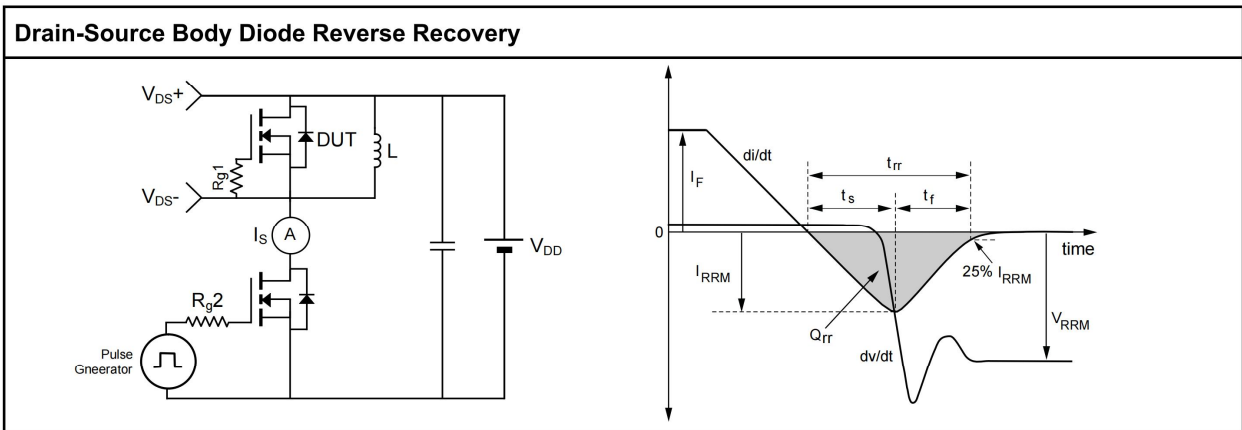 Drain-Source Body Diode Reverse Recovery
VDS+
DUT
L
Rg1
VDS-
IS
A
VDD
Rg2
Pulse
Gneerator
di/dt
trr
IF
ts
tf
0
time
IRRM
25% IRRM
VRRM
Qrr
dv/dt